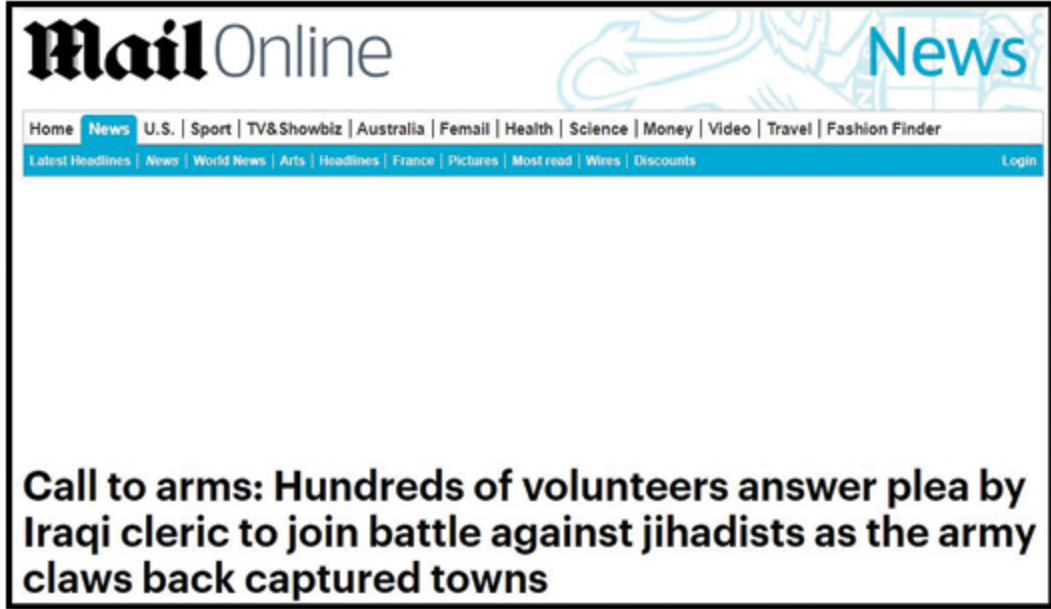 Mail Online News
Home News U.S. | Sport | TV&Showbiz | Australia | Femail | Health | Science | Money | Video | Travel | Fashion Finder
Latest Headlines | News | World News | Arts | Headlines | France | Pictures | Most read | Wires | Discounts Login
Call to arms: Hundreds of volunteers answer plea by
Iraqi cleric to join battle against jihadists as the army
claws back captured towns